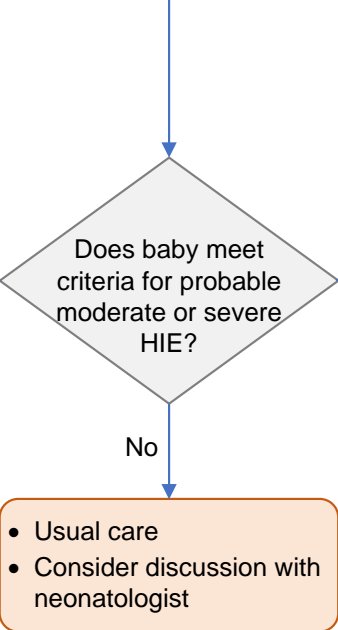 Does baby meet
criteria for probable
moderate or severe
HIE?
No
• Usual care
• Consider discussion with
neonatologist